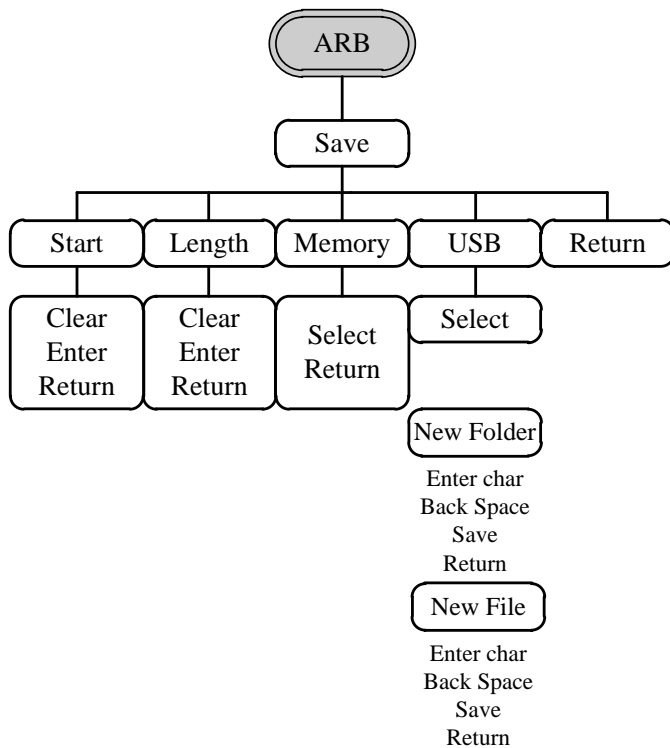 ARB
Save
Start
Length
Memory
USB
Return
Clear
Enter
Return
Clear
Enter
Return
Select
Return
Select
New Folder
Enter char
Back Space
Save
Return
New File
Enter char
Back Space
Save
Return